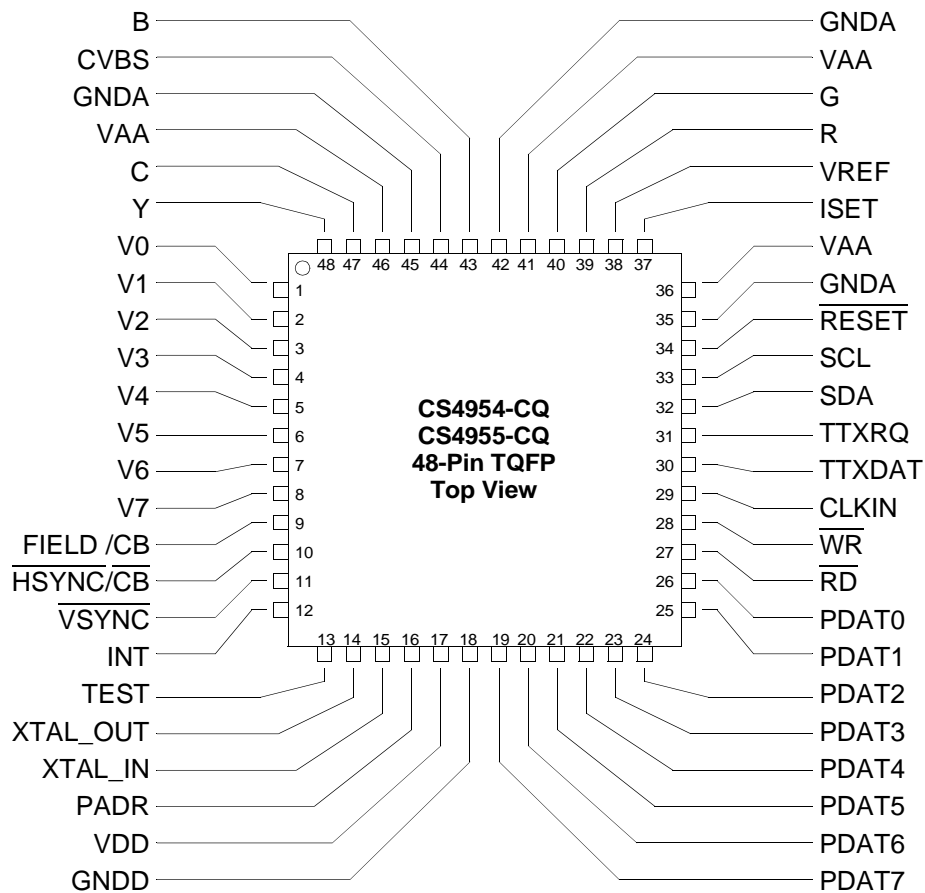 B
CVBS
GNDA
VAA
C
Y
V0
V1
V2
V3
V4
V5
V6
V7
FIELD /CB
HSYNC/CB
VSYNC
INT
TEST
XTAL_OUT
XTAL_IN
PADR
VDD
GNDD
GNDA
VAA
G
R
VREF
ISET
VAA
GNDA
RESET
SCL
SDA
TTXRQ
TTXDAT
CLKIN
WR
RD
PDAT0
PDAT1
PDAT2
PDAT3
PDAT4
PDAT5
PDAT6
PDAT7
48 47 46 45 44 43 42 41 40 39 38 37
1
2
3
4
5
6
7
8
9
10
11
12
36
35
34
33
32
31
30
29
28
27
26
25
CS4954-CQ
CS4955-CQ
48-Pin TQFP
Top View
13 14 15 16 17 18 19 20 21 22 23 24